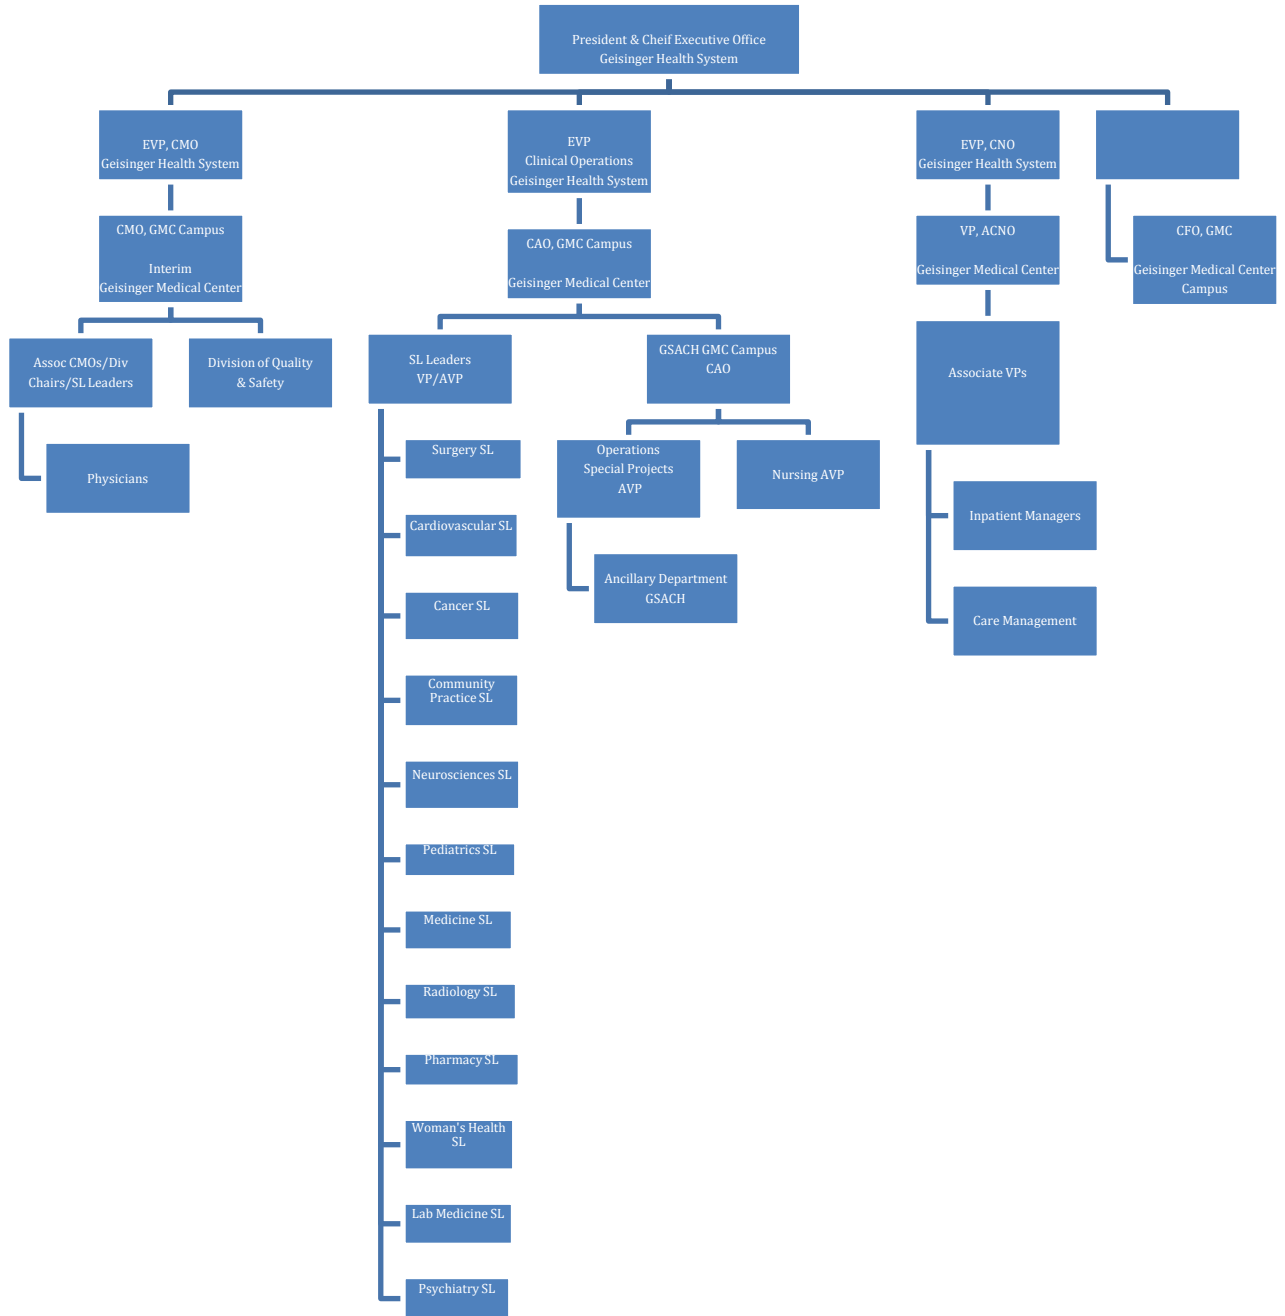 President & Cheif Executive Office
Geisinger Health System
EVP, CMO
Geisinger Health System
EVP
Clinical Operations
Geisinger Health System
EVP, CNO
Geisinger Health System
CMO, GMC Campus
Interim
Geisinger Medical Center
CAO, GMC Campus
Geisinger Medical Center
VP, ACNO
Geisinger Medical Center
CFO, GMC
Geisinger Medical Center
Campus
Assoc CMOs/Div
Chairs/SL Leaders
Division of Quality
& Safety
SL Leaders
VP/AVP
GSACH GMC Campus
CAO
Associate VPs
Physicians
Surgery SL
Operations
Special Projects
AVP
Nursing AVP
Inpatient Managers
Cardiovascular SL
Ancillary Department
GSACH
Cancer SL
Care Management
Community
Practice SL
Neurosciences SL
Pediatrics SL
Medicine SL
Radiology SL
Pharmacy SL
Woman's Health
SL
Lab Medicine SL
Psychiatry SL